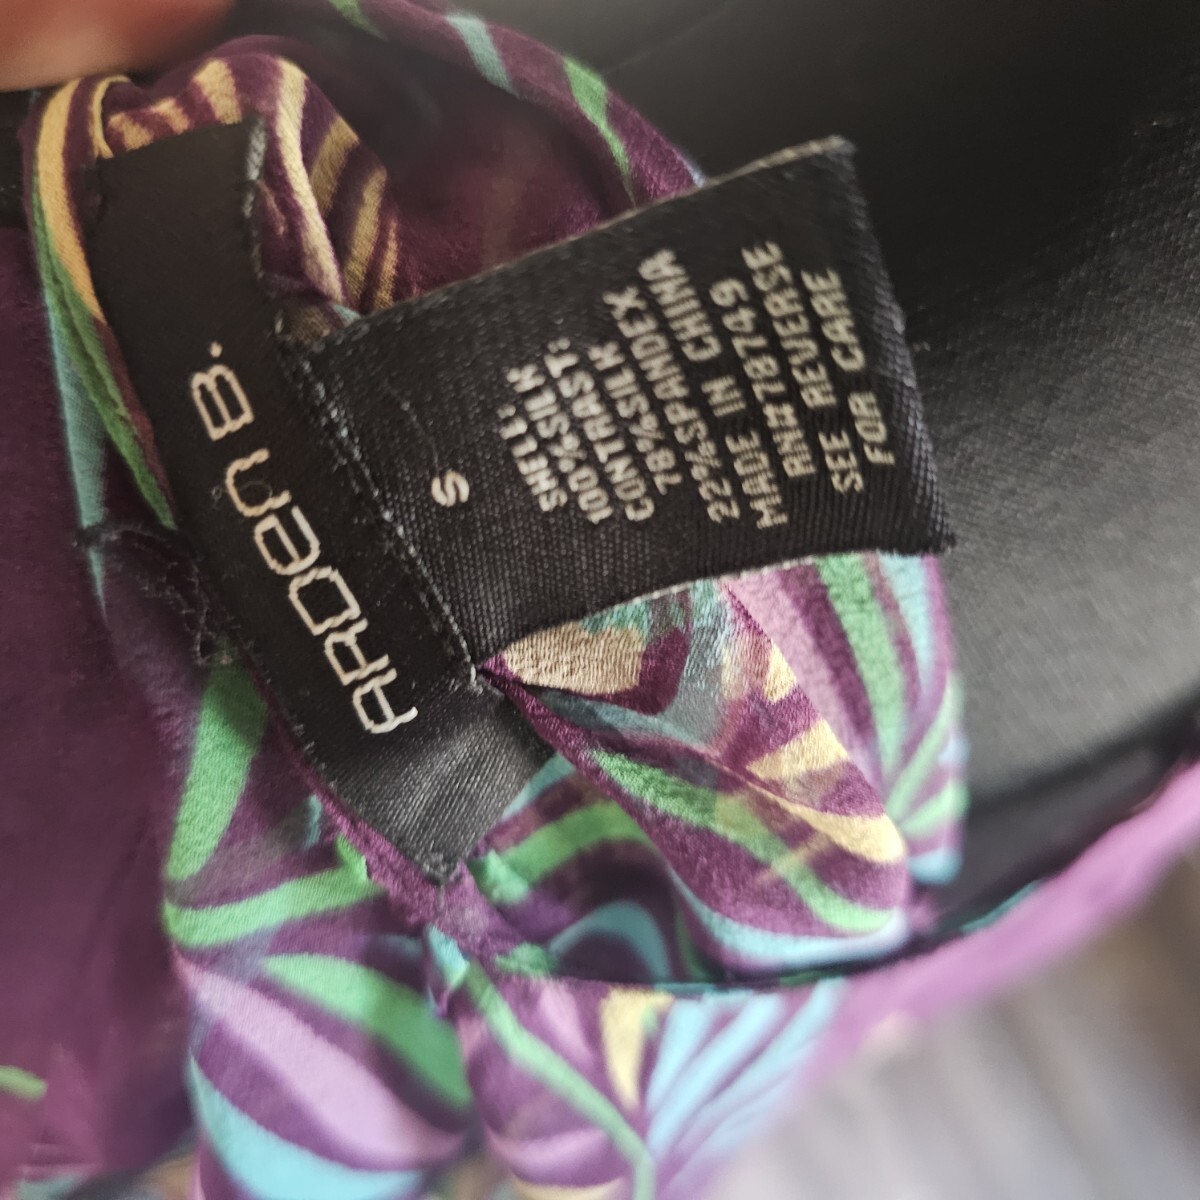 ARDEN B.
S
SHELL:
100%SILK
CONTRAST:
78%SILK
22%SPANDEX
MADE IN CHINA
RN# 78749
SEE REVERSE
FOR CARE